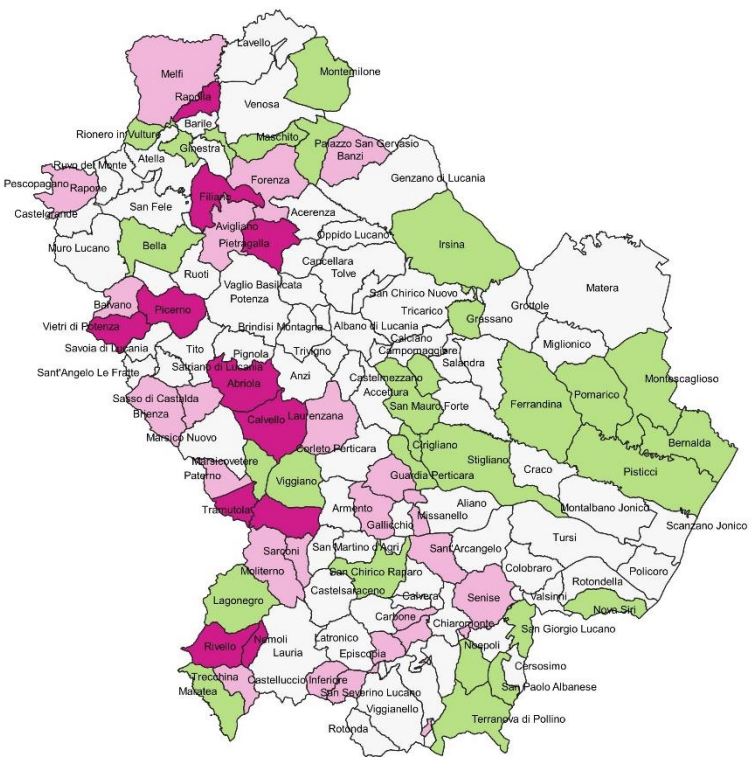 Lavello
Melfi
Montemilone
Rapolla
Venosa
Barile
Rionero in Vulture
Maschito
Ginestra
Palazzo San Gervasio
Atella
Banzi
Ruvo del Monte
Forenza
Genzano di Lucania
Pescopagano
Rapone
Filiano
San Fele
Acerenza
Castelgrande
Avigliano
Oppido Lucano
Pietragalla
Irsina
Muro Lucano
Bella
Cancellara
Ruoti
Tolve
Vaglio Basilicata
Matera
Potenza
San Chirico Nuovo
Balvano
Grottole
Picerno
Tricarico
Grassano
Vietri di Potenza
Brindisi Montagna
Albano di Lucania
Calciano
Miglionico
Savoia di Lucania
Tito
Pignola
Trivigno
Campomaggiore
Salandra
Sant'Angelo Le Fratte
Satriano di Lucania
Anzi
Castelmezzano
Montescaglioso
Abriola
Accettura
Pomarico
Sasso di Castalda
San Mauro Forte
Ferrandina
Brienza
Calvello
Laurenzana
Marsico Nuovo
Cirigliano
Bernalda
Corleto Perticara
Stigliano
Marsicovetere
Craco
Pisticci
Paterno
Viggiano
Guardia Perticara
Aliano
Montalbano Jonico
Tramutola
Armento
Missanello
Gallicchio
Scanzano Jonico
Tursi
Sarconi
San Martino d'Agri
Sant'Arcangelo
Colobraro
Moliterno
San Chirico Raparo
Policoro
Rotondella
Castelsaraceno
Calvera
Senise
Valsinni
Lagonegro
Carbone
Nova Siri
Chiaromonte
San Giorgio Lucano
Rivello
Nemoli
Latronico
Noepoli
Lauria
Episcopia
Cersosimo
Trecchina
Castelluccio Inferiore
San Paolo Albanese
Maratea
San Severino Lucano
Viggianello
Terranova di Pollino
Rotonda